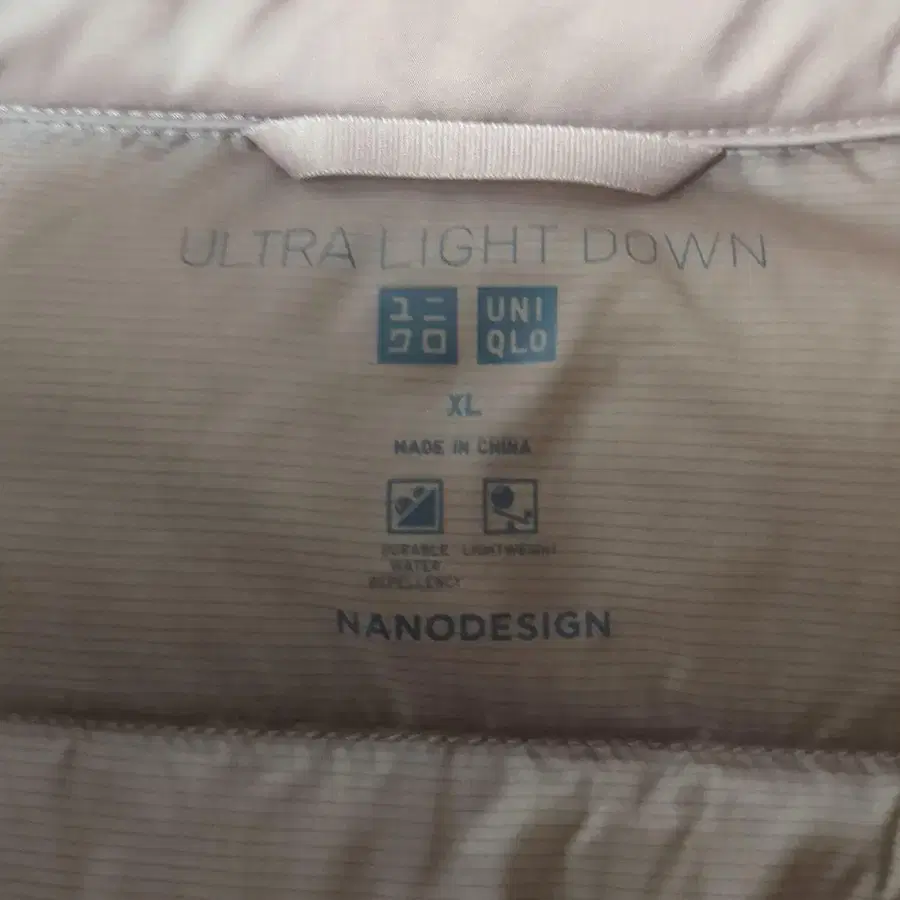 ULTRA LIGHT DOWN
ユニ
クロ
UNI
QLO
XL
MADE IN CHINA
DURABLE
WATER
REPELLENCY
LIGHTWEIGHT
NANODESIGN